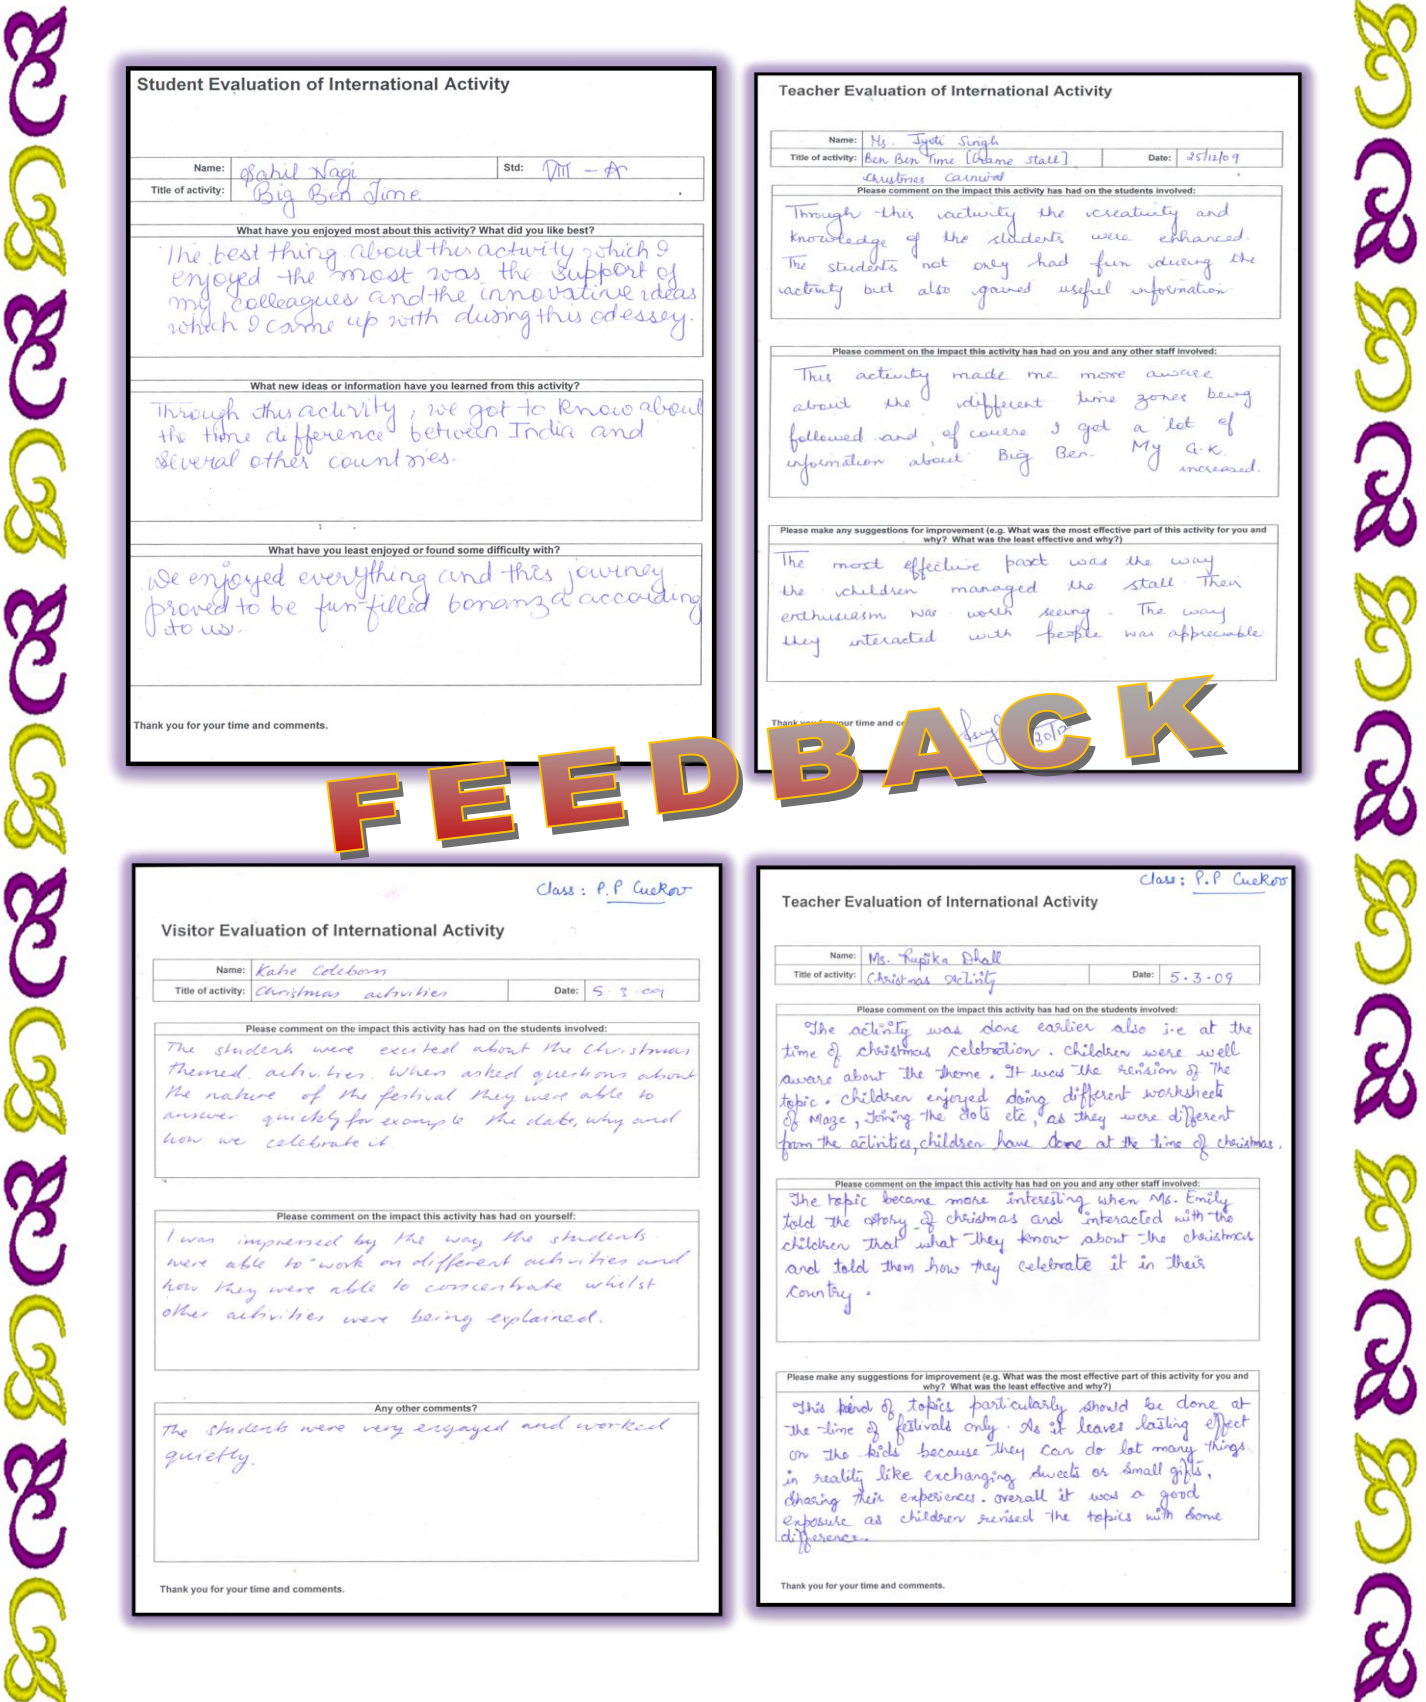 Student Evaluation of International Activity
Name: Sahil Nagi Std: VIII - A
Title of activity: Big Ben Time
What have you enjoyed most about this activity? What did you like best?
The best thing about this activity which I
enjoyed the most was the support of
my colleagues and the innovative ideas
which I came up with during this odessey.
What new ideas or information have you learned from this activity?
Through this activity, we got to know about
the time difference between India and
several other countries.
What have you least enjoyed or found some difficulty with?
We enjoyed everything and this journey
proved to be fun-filled bonanza according
to us.
Thank you for your time and comments.
Teacher Evaluation of International Activity
Name: Ms. Jyoti Singh
Title of activity: Ben Ben Time [Game Stall] Date: 25/12/09
Christmas Carnival
Please comment on the impact this activity has had on the students involved:
Through this activity the creativity and
knowledge of the students were enhanced.
The students not only had fun during the
activity but also gained useful information.
Please comment on the impact this activity has had on you and any other staff involved:
This activity made me more aware
about the different time zones being
followed and, of course I got a lot of
information about Big Ben. My G.K.
increased.
Please make any suggestions for improvement (e.g. What was the most effective part of this activity for you and
why? What was the least effective and why?)
The most effective part was the way
the children managed the stall. Their
enthusiasm was worth seeing. The way
they interacted with people was appreciable
Thank your time and co
30/12
FEEDBACK
Class: P.P Cuckoo
Visitor Evaluation of International Activity
Name: Katie Coleborn
Title of activity: Christmas activities Date: 5.3.09
Please comment on the impact this activity has had on the students involved:
The students were excited about the Christmas
themed activities. When asked questions about
the nature of the festival they were able to
answer quickly for example the date, why and
how we celebrate it
Please comment on the impact this activity has had on yourself:
I was impressed by the way the students
were able to work on different activities and
how they were able to concentrate whilst
other activities were being explained.
Any other comments?
The students were very engaged and worked
quietly.
Thank you for your time and comments.
Class: P.P Cuckoo
Teacher Evaluation of International Activity
Name: Ms. Rupika Dhall
Title of activity: Christmas Activity Date: 5.3.09
Please comment on the impact this activity has had on the students involved:
The activity was done earlier also i.e at the
time of christmas celebration. Children were well
aware about the theme. It was the revision of the
topic. Children enjoyed doing different worksheets
of Maze, Joining the dots etc, as they were different
from the activities, children have done at the time of christmas.
Please comment on the impact this activity has had on you and any other staff involved:
The topic became more interesting when Ms. Emily
told the story of christmas and interacted with the
children that what they know about the christmas
and told them how they celebrate it in their
country.
Please make any suggestions for improvement (e.g. What was the most effective part of this activity for you and
why? What was the least effective and why?)
This kind of topics particularly should be done at
the time of festivals only. As it leaves lasting effect
on the kids because they can do lot many things
in reality like exchanging sweets or small gifts,
sharing their experiences. overall it was a good
exposure as children revised the topics with some
difference.
Thank you for your time and comments.